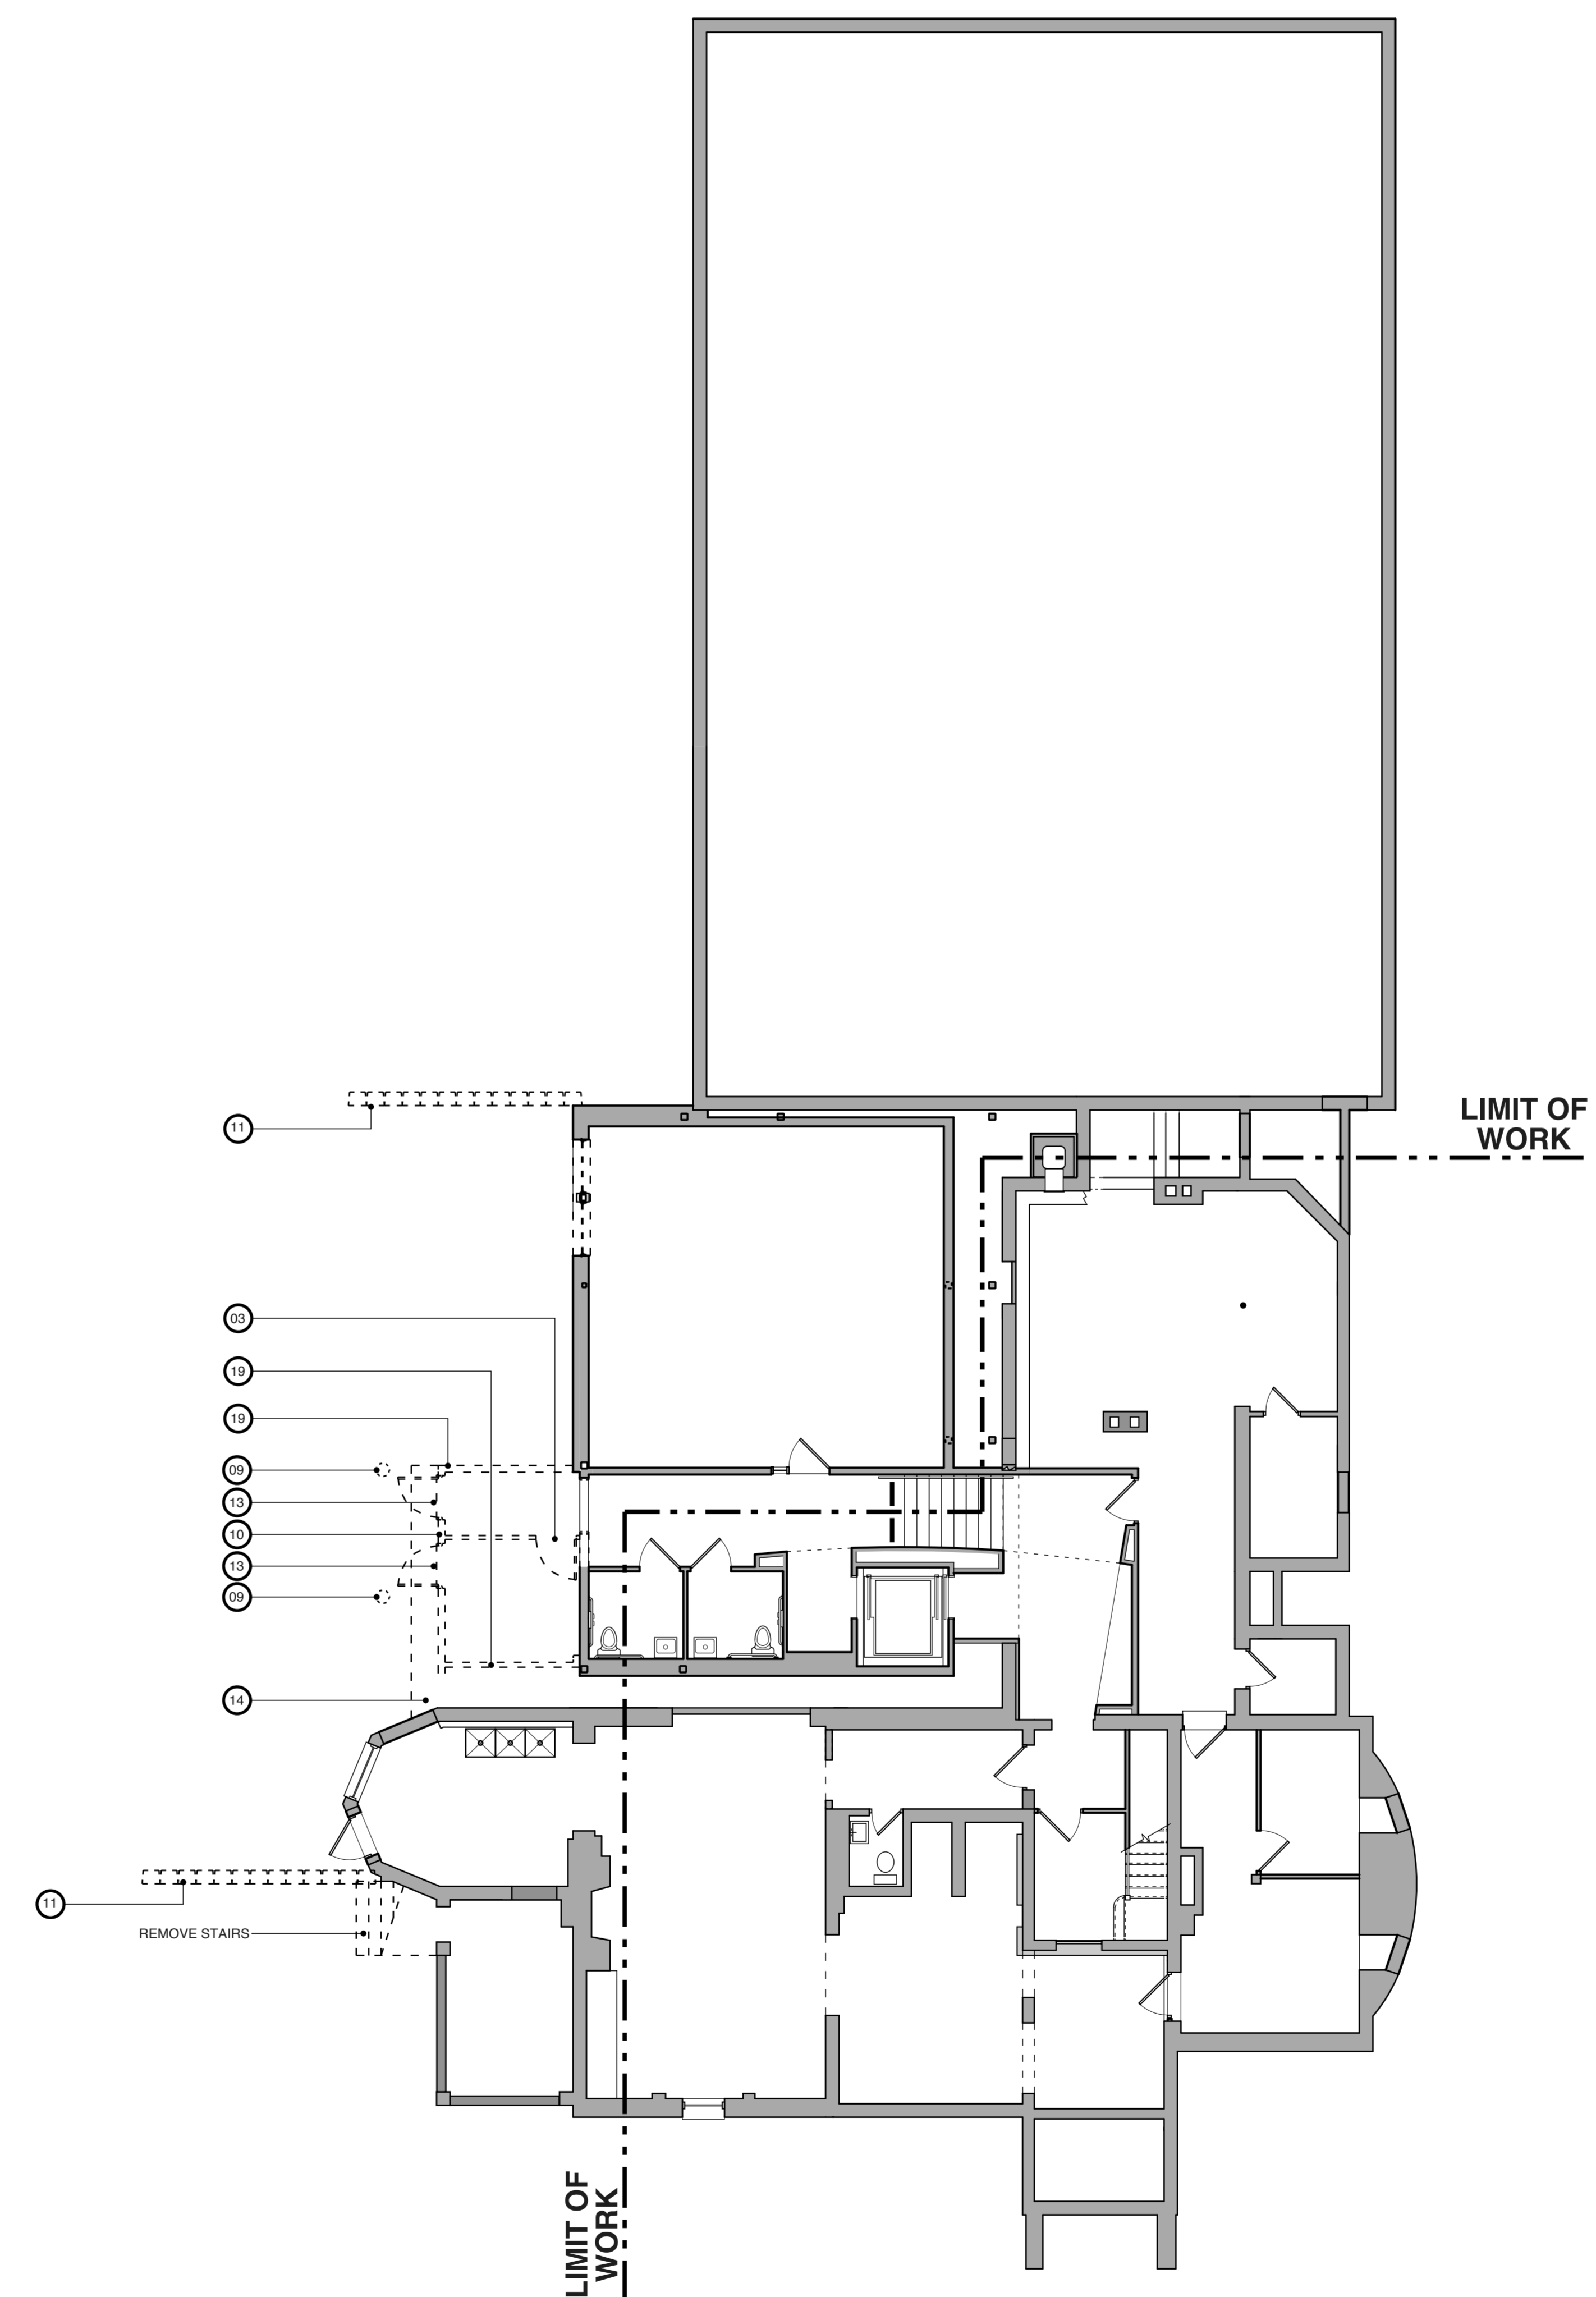 LIMIT OF
WORK
11
03
19
19
09
13
10
13
09
14
11
REMOVE STAIRS
LIMIT OF
WORK